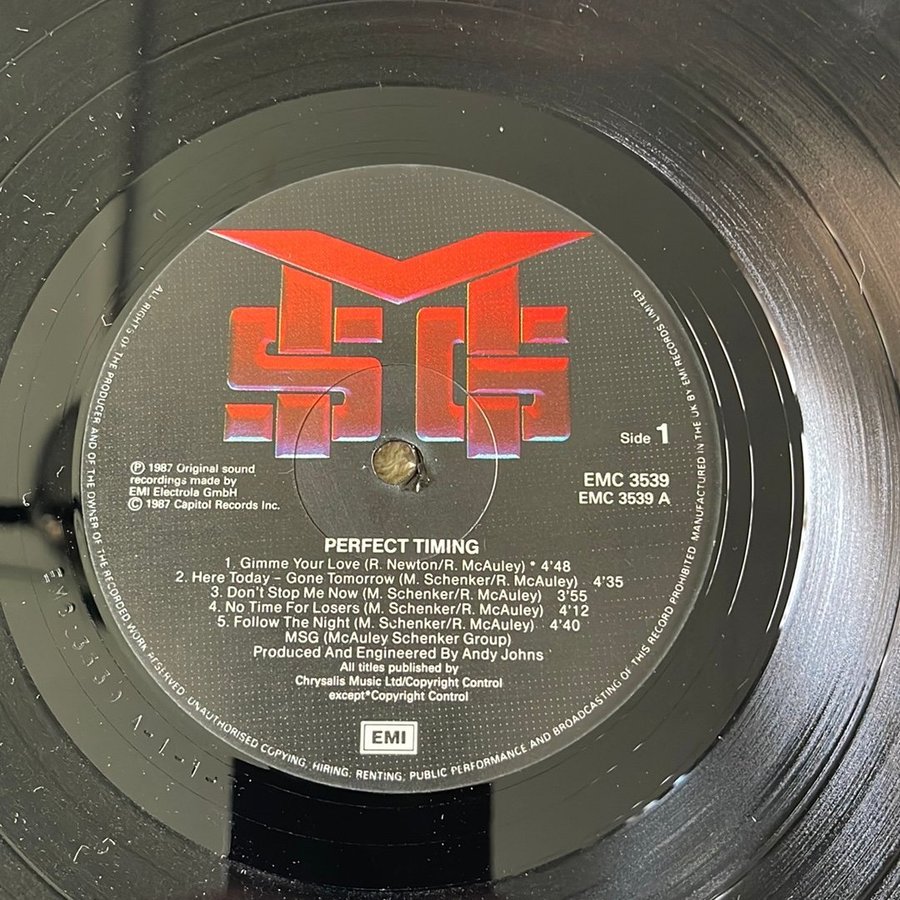 MSG
Side 1
EMC 3539
EMC 3539 A
Ⓟ 1987 Original sound
recordings made by
EMI Electrola GmbH
© 1987 Capitol Records Inc.
PERFECT TIMING
1. Gimme Your Love (R. Newton/R. McAuley) * 4'48
2. Here Today – Gone Tomorrow (M. Schenker/R. McAuley) 4'35
3. Don't Stop Me Now (M. Schenker/R. McAuley) 3'55
4. No Time For Losers (M. Schenker/R. McAuley) 4'12
5. Follow The Night (M. Schenker/R. McAuley) 4'40
MSG (McAuley Schenker Group)
Produced And Engineered By Andy Johns
All titles published by
Chrysalis Music Ltd/Copyright Control
except*Copyright Control
EMI
ALL RIGHTS OF THE PRODUCER AND OF THE OWNER OF THE RECORDED WORK RESERVED. UNAUTHORISED COPYING, HIRING, RENTING, PUBLIC PERFORMANCE AND BROADCASTING OF THIS RECORD PROHIBITED. MANUFACTURED IN THE UK BY EMI RECORDS LIMITED